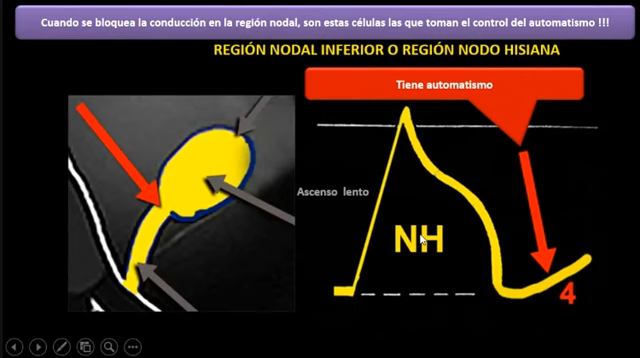 Cuando se bloquea la conducción en la región nodal, son estas células las que toman el control del automatismo !!!
REGIÓN NODAL INFERIOR O REGIÓN NODO HISIANA
Tiene automatismo
Ascenso lento
NH
4